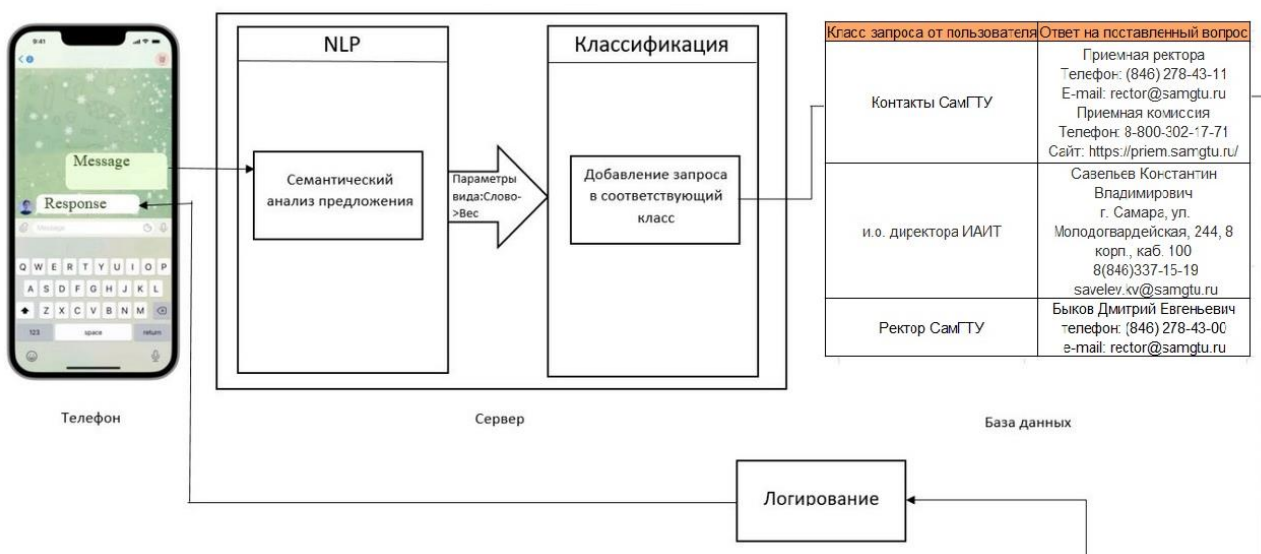 9:41
Message
Response
Message
Q W E R T Y U I O P
A S D F G H J K L
Z X C V B N M
123 space return
Телефон
NLP
Семантический
анализ предложения
Параметры
вида:Слово-
>Вес
Классификация
Добавление запроса
в соответствующий
класс
Сервер
Класс запроса от пользователя Ответ на поставленный вопрос
Контакты СамГТУ
Приемная ректора
Телефон: (846) 278-43-11
E-mail: rector@samgtu.ru
Приемная комиссия
Телефон: 8-800-302-17-71
Сайт: https://priem.samgtu.ru/
и.о. директора ИАИТ
Савельев Константин
Владимирович
г. Самара, ул.
Молодогвардейская, 244, 8
корп., каб. 100
8(846)337-15-19
savelev.kv@samgtu.ru
Ректор СамГТУ
Быков Дмитрий Евгеньевич
телефон: (846) 278-43-00
e-mail: rector@samgtu.ru
База данных
Логирование